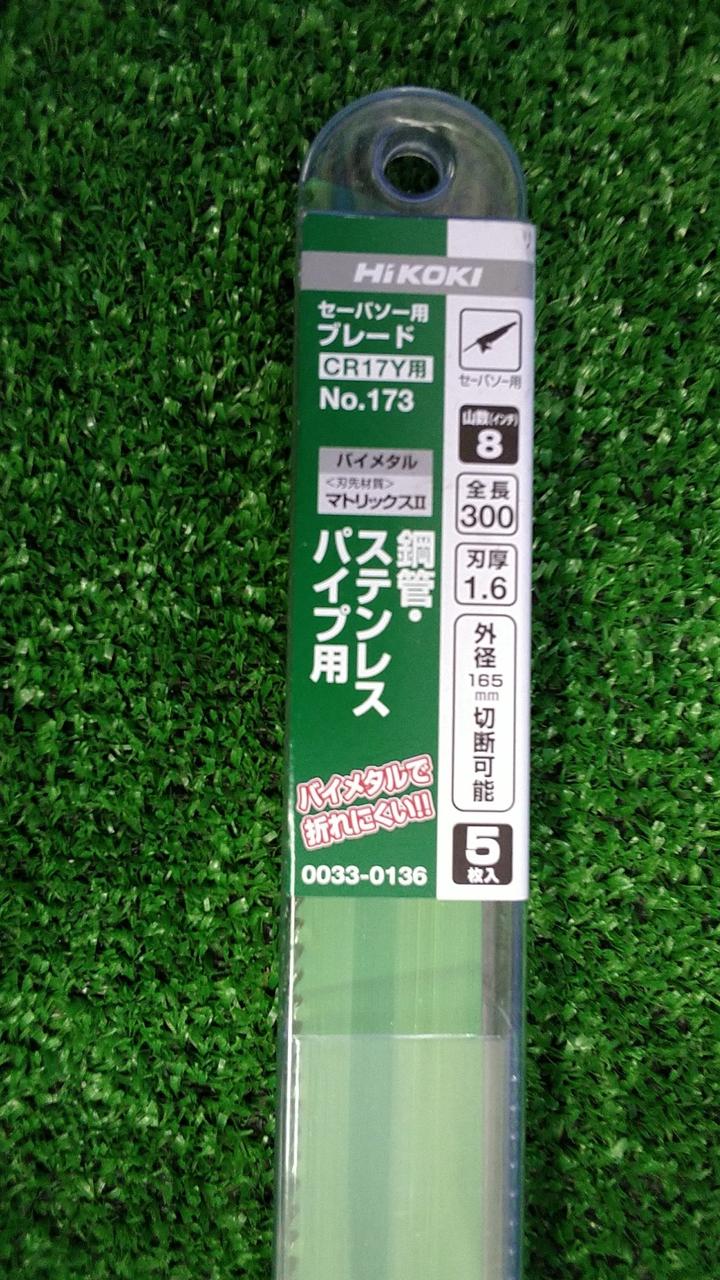 HiKOKI
セーバソー用
ブレード
CR17Y用
No.173
バイメタル
<刃先材質>
マトリックスII
鋼管・
ステンレス
パイプ用
バイメタルで
折れにくい!!
0033-0136
セーバソー用
山数(インチ)
8
全長
300
刃厚
1.6
外径
165
mm
切断可能
5
枚入